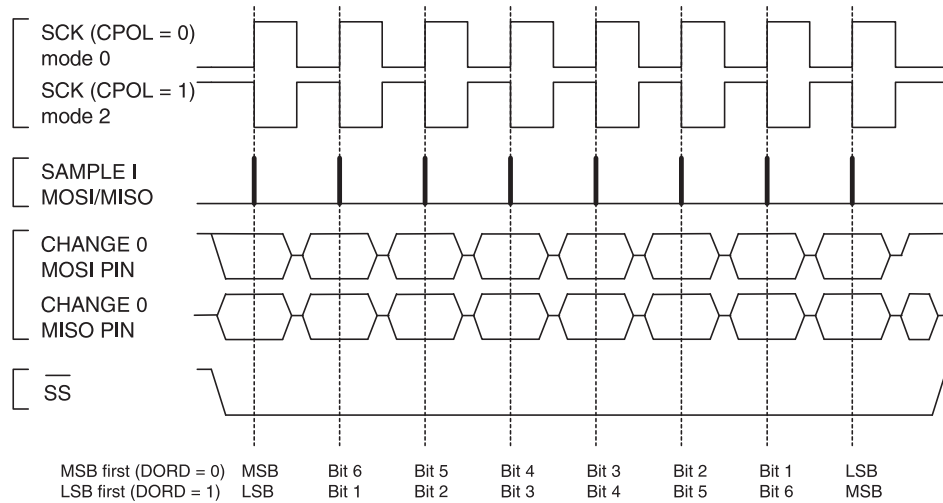 SCK (CPOL = 0)
mode 0
SCK (CPOL = 1)
mode 2
SAMPLE I
MOSI/MISO
CHANGE 0
MOSI PIN
CHANGE 0
MISO PIN
SS
MSB first (DORD = 0) MSB Bit 6 Bit 5 Bit 4 Bit 3 Bit 2 Bit 1 LSB
LSB first (DORD = 1) LSB Bit 1 Bit 2 Bit 3 Bit 4 Bit 5 Bit 6 MSB